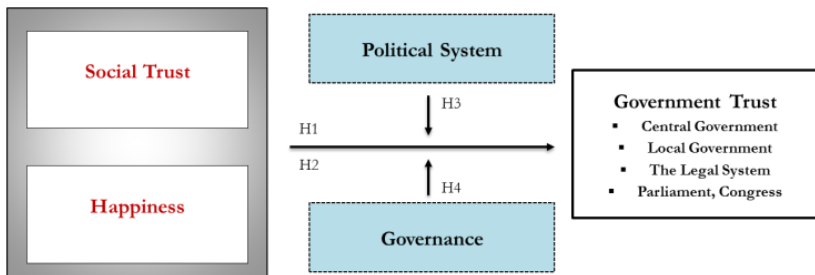 Social Trust
Happiness
Political System
H3
H1
H2
H4
Governance
Government Trust
▪ Central Government
▪ Local Government
▪ The Legal System
▪ Parliament, Congress